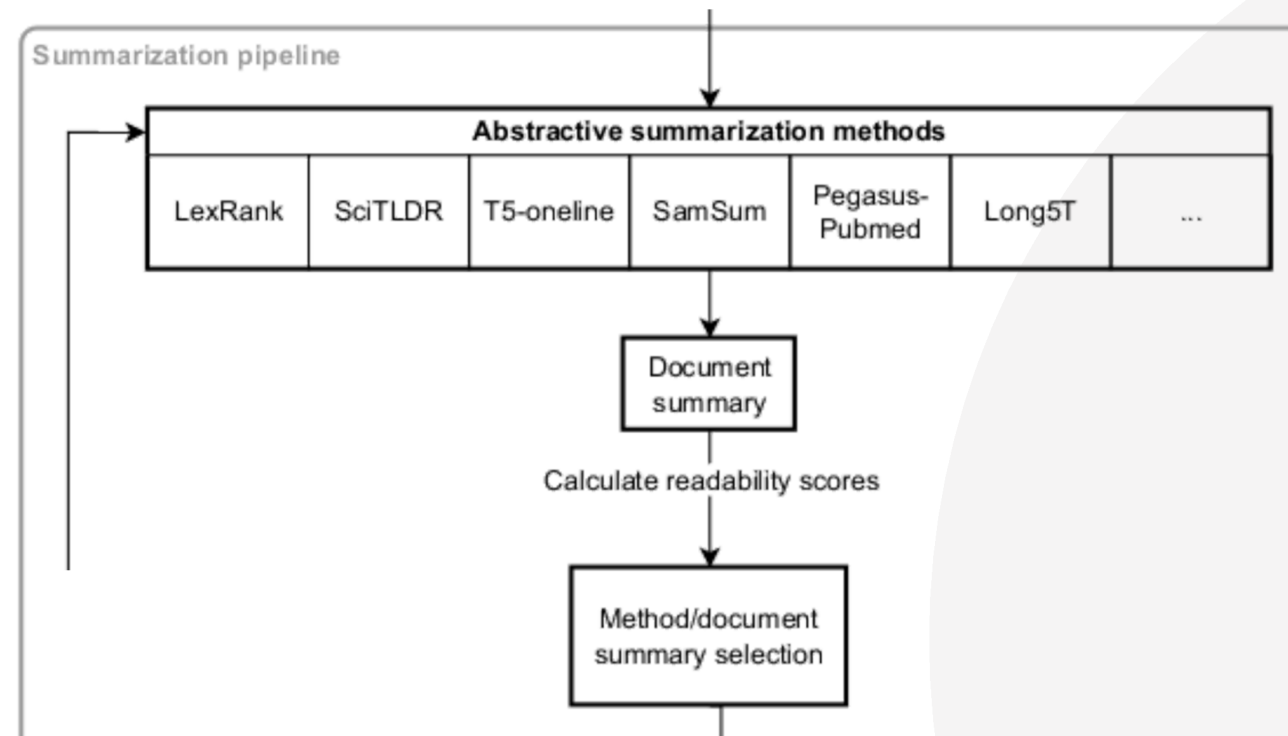 Summarization pipeline
Abstractive summarization methods
LexRank
SciTLDR
T5-oneline
SamSum
Pegasus-
Pubmed
Long5T
...
Document
summary
Calculate readability scores
Method/document
summary selection